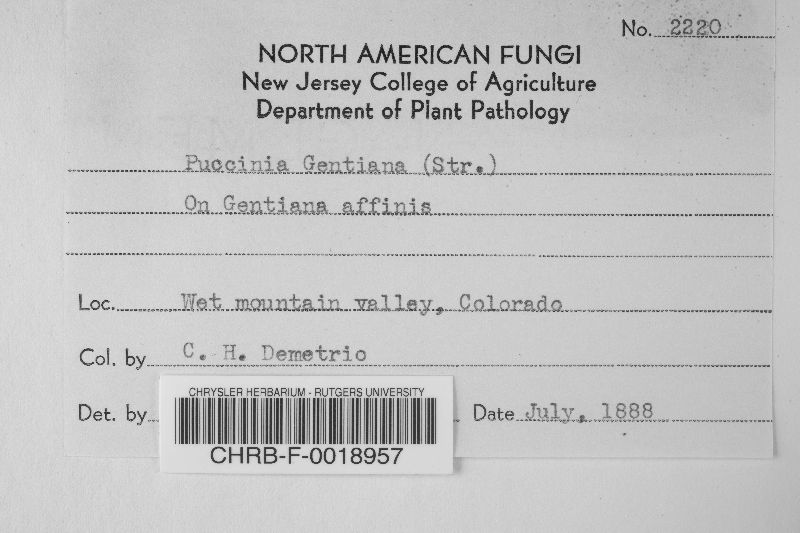 No. 2220
NORTH AMERICAN FUNGI
New Jersey College of Agriculture
Department of Plant Pathology
Puccinia Gentiana (Str.)
On Gentiana affinis
Loc. Wet mountain valley, Colorado
Col. by C. H. Demetrio
Det. by
Date July, 1888
CHRYSLER HERBARIUM - RUTGERS UNIVERSITY
CHRB-F-0018957